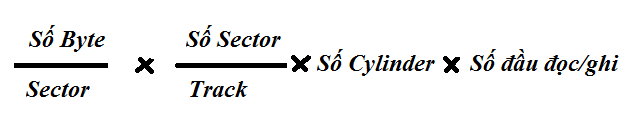 Số Byte Số Sector
× × × Số Cylinder × Số đầu đọc/ghi
Sector Track